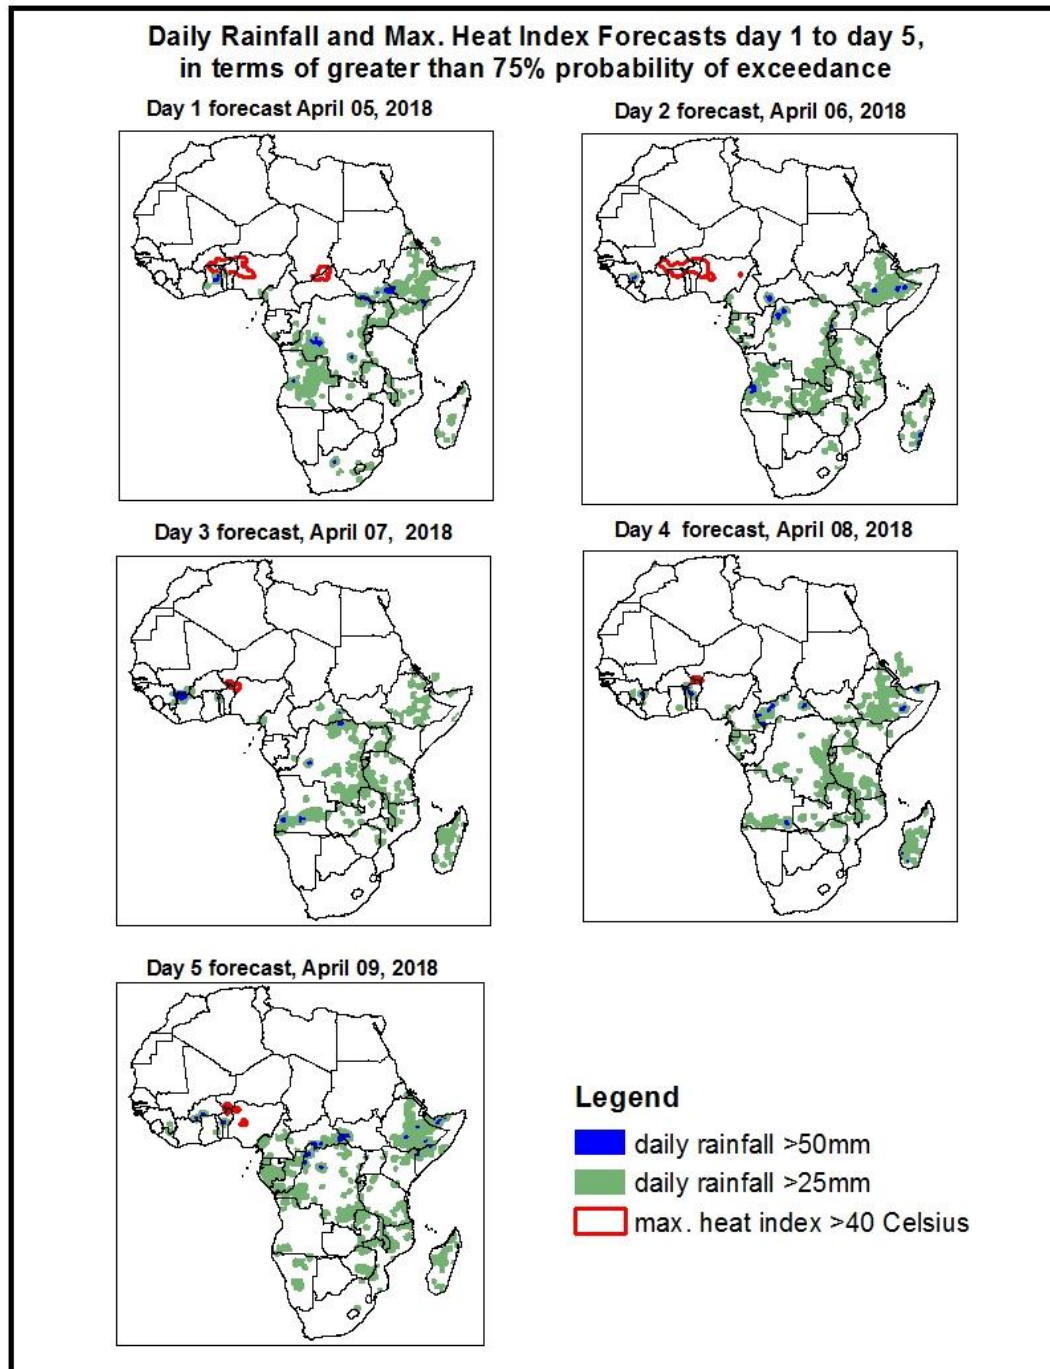 Daily Rainfall and Max. Heat Index Forecasts day 1 to day 5,
in terms of greater than 75% probability of exceedance
Day 1 forecast April 05, 2018
Day 2 forecast, April 06, 2018
Day 3 forecast, April 07, 2018
Day 4 forecast, April 08, 2018
Day 5 forecast, April 09, 2018
Legend
daily rainfall >50mm
daily rainfall >25mm
max. heat index >40 Celsius